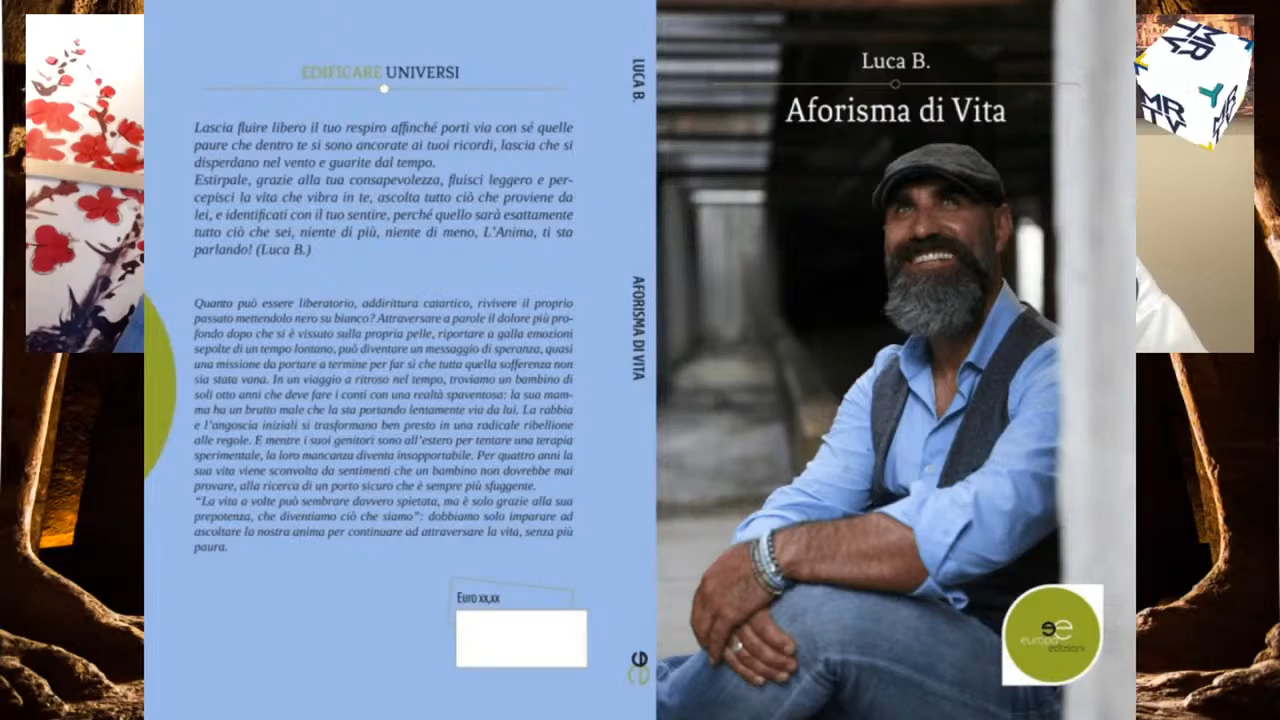 EDIFICARE UNIVERSI
Lascia fluire libero il tuo respiro affinché porti via con sé quelle
paure che dentro te si sono ancorate ai tuoi ricordi, lascia che si
disperdano nel vento e guarite dal tempo.
Estirpale, grazie alla tua consapevolezza, fluisci leggero e per-
cepisci la vita che vibra in te, ascolta tutto ciò che proviene da
lei, e identificati con il tuo sentire, perché quello sarà esattamente
tutto ciò che sei, niente di più, niente di meno, L'Anima, ti sta
parlando! (Luca B.)
Quanto può essere liberatorio, addirittura catartico, rivivere il proprio
passato mettendolo nero su bianco? Attraversare a parole il dolore più pro-
fondo dopo che si è vissuto sulla propria pelle, riportare a galla emozioni
sepolte di un tempo lontano, può diventare un messaggio di speranza, quasi
una missione da portare a termine per far sì che tutta quella sofferenza non
sia stata vana. In un viaggio a ritroso nel tempo, troviamo un bambino di
soli otto anni che deve fare i conti con una realtà spaventosa: la sua mam-
ma ha un brutto male che la sta portando lentamente via da lui. La rabbia
e l'angoscia iniziali si trasformano ben presto in una radicale ribellione
alle regole. E mentre i suoi genitori sono all'estero per tentare una terapia
sperimentale, la loro mancanza diventa insopportabile. Per quattro anni la
sua vita viene sconvolta da sentimenti che un bambino non dovrebbe mai
provare, alla ricerca di un porto sicuro che è sempre più sfuggente.
“La vita a volte può sembrare davvero spietata, ma è solo grazie alla sua
prepotenza, che diventiamo ciò che siamo”: dobbiamo solo imparare ad
ascoltare la nostra anima per continuare ad attraversare la vita, senza più
paura.
Euro xx,xx
LUCA B.
AFORISMA DI VITA
Luca B.
Aforisma di Vita
europa
edizioni
MR
TV
MR
TV